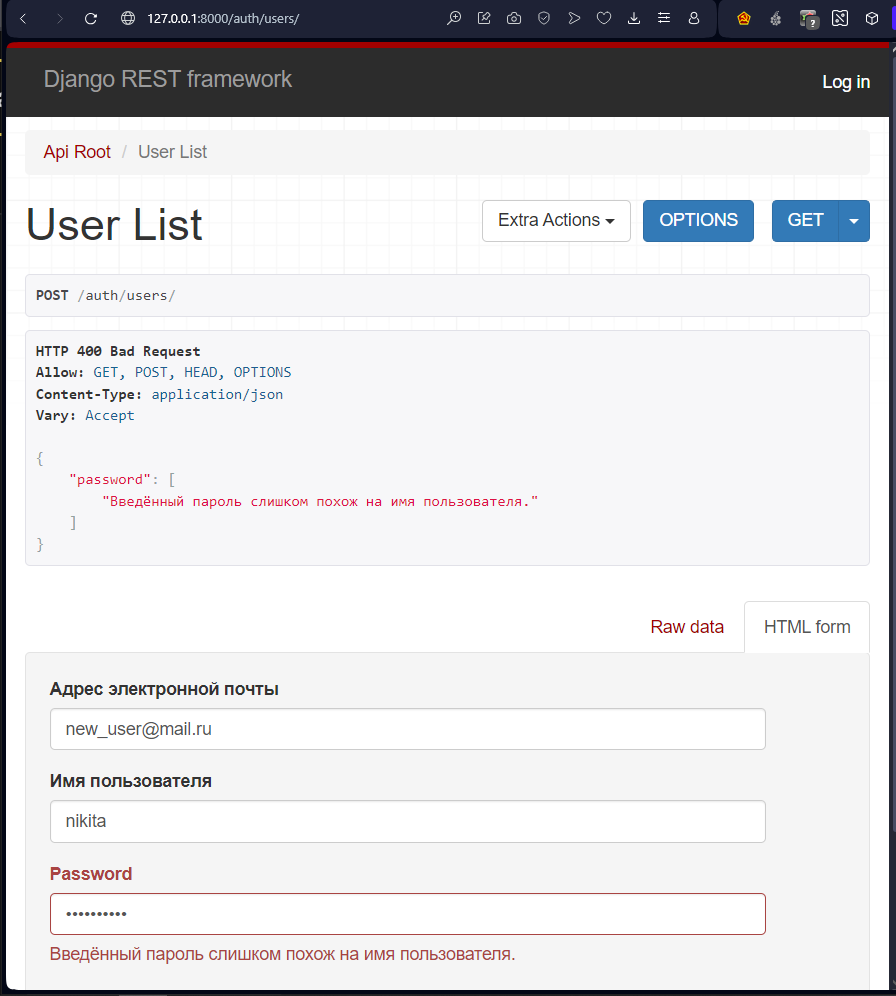 127.0.0.1:8000/auth/users/
Django REST framework
Log in
Api Root / User List
User List
Extra Actions
OPTIONS
GET
POST /auth/users/
HTTP 400 Bad Request
Allow: GET, POST, HEAD, OPTIONS
Content-Type: application/json
Vary: Accept
{
"password": [
"Введённый пароль слишком похож на имя пользователя."
]
}
Raw data
HTML form
Адрес электронной почты
new_user@mail.ru
Имя пользователя
nikita
Password
••••••••••
Введённый пароль слишком похож на имя пользователя.